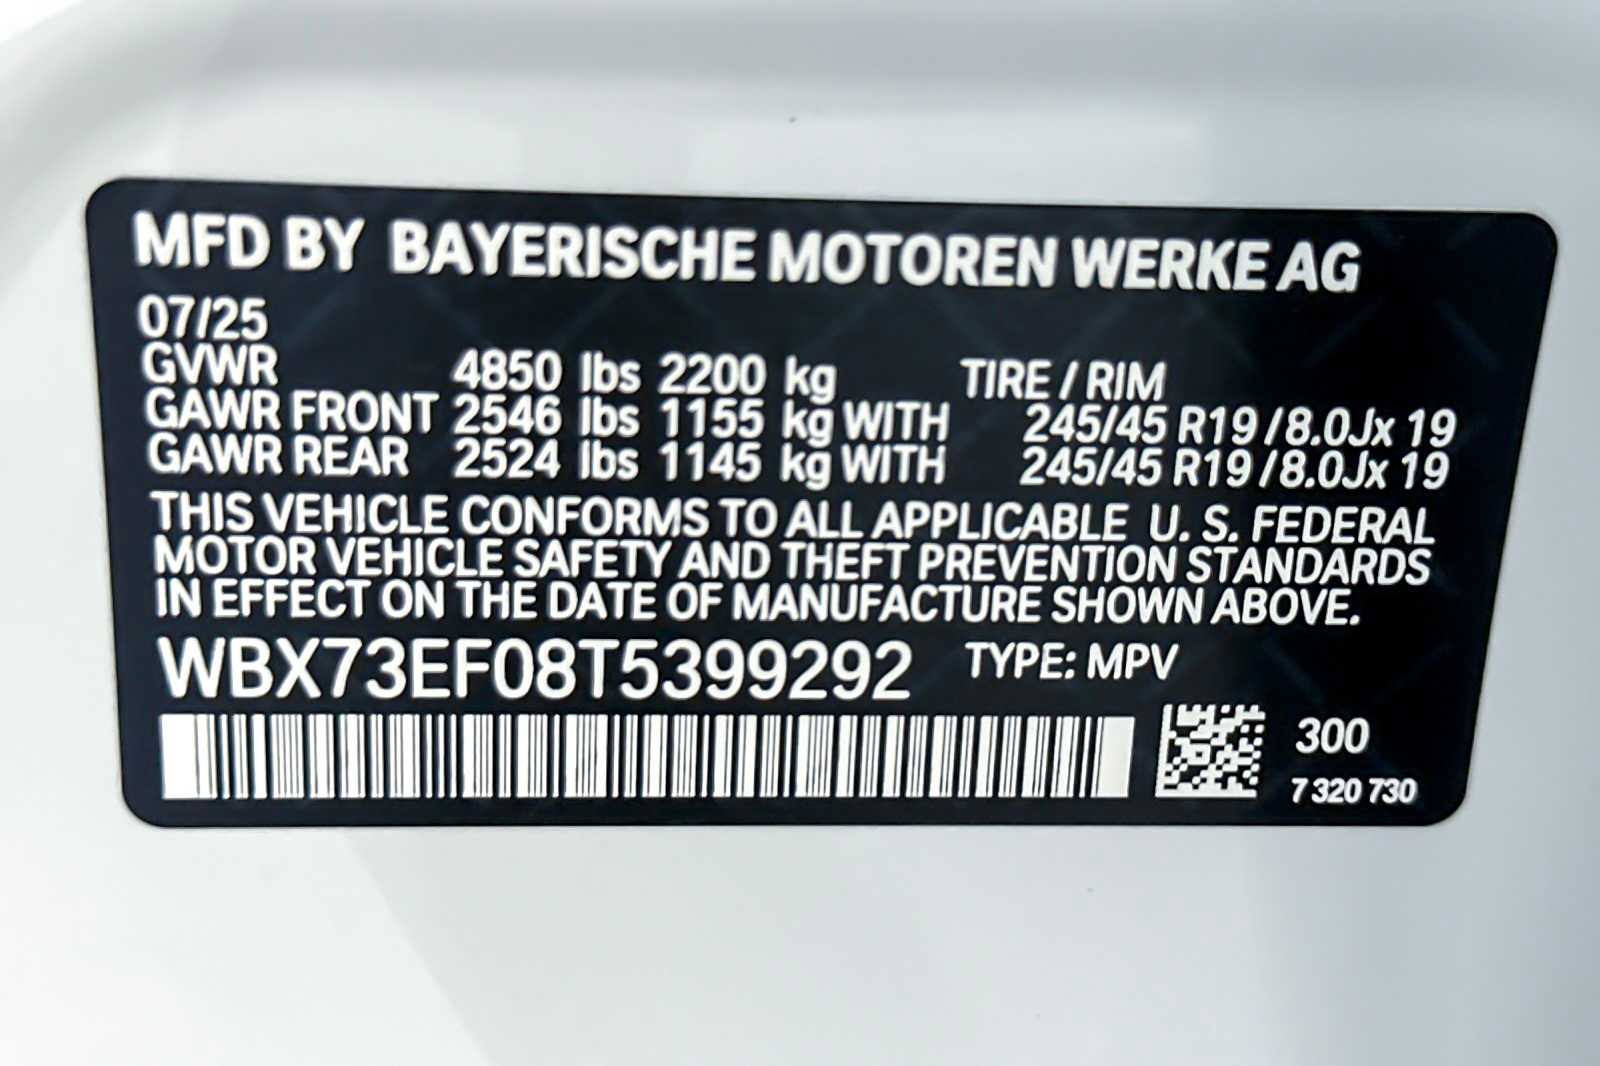 MFD BY BAYERISCHE MOTOREN WERKE AG
07/25
GVWR 4850 lbs 2200 kg TIRE / RIM
GAWR FRONT 2546 lbs 1155 kg WITH 245/45 R19 / 8.0Jx 19
GAWR REAR 2524 lbs 1145 kg WITH 245/45 R19 / 8.0Jx 19
THIS VEHICLE CONFORMS TO ALL APPLICABLE U. S. FEDERAL
MOTOR VEHICLE SAFETY AND THEFT PREVENTION STANDARDS
IN EFFECT ON THE DATE OF MANUFACTURE SHOWN ABOVE.
WBX73EF08T5399292 TYPE: MPV
300
7 320 730